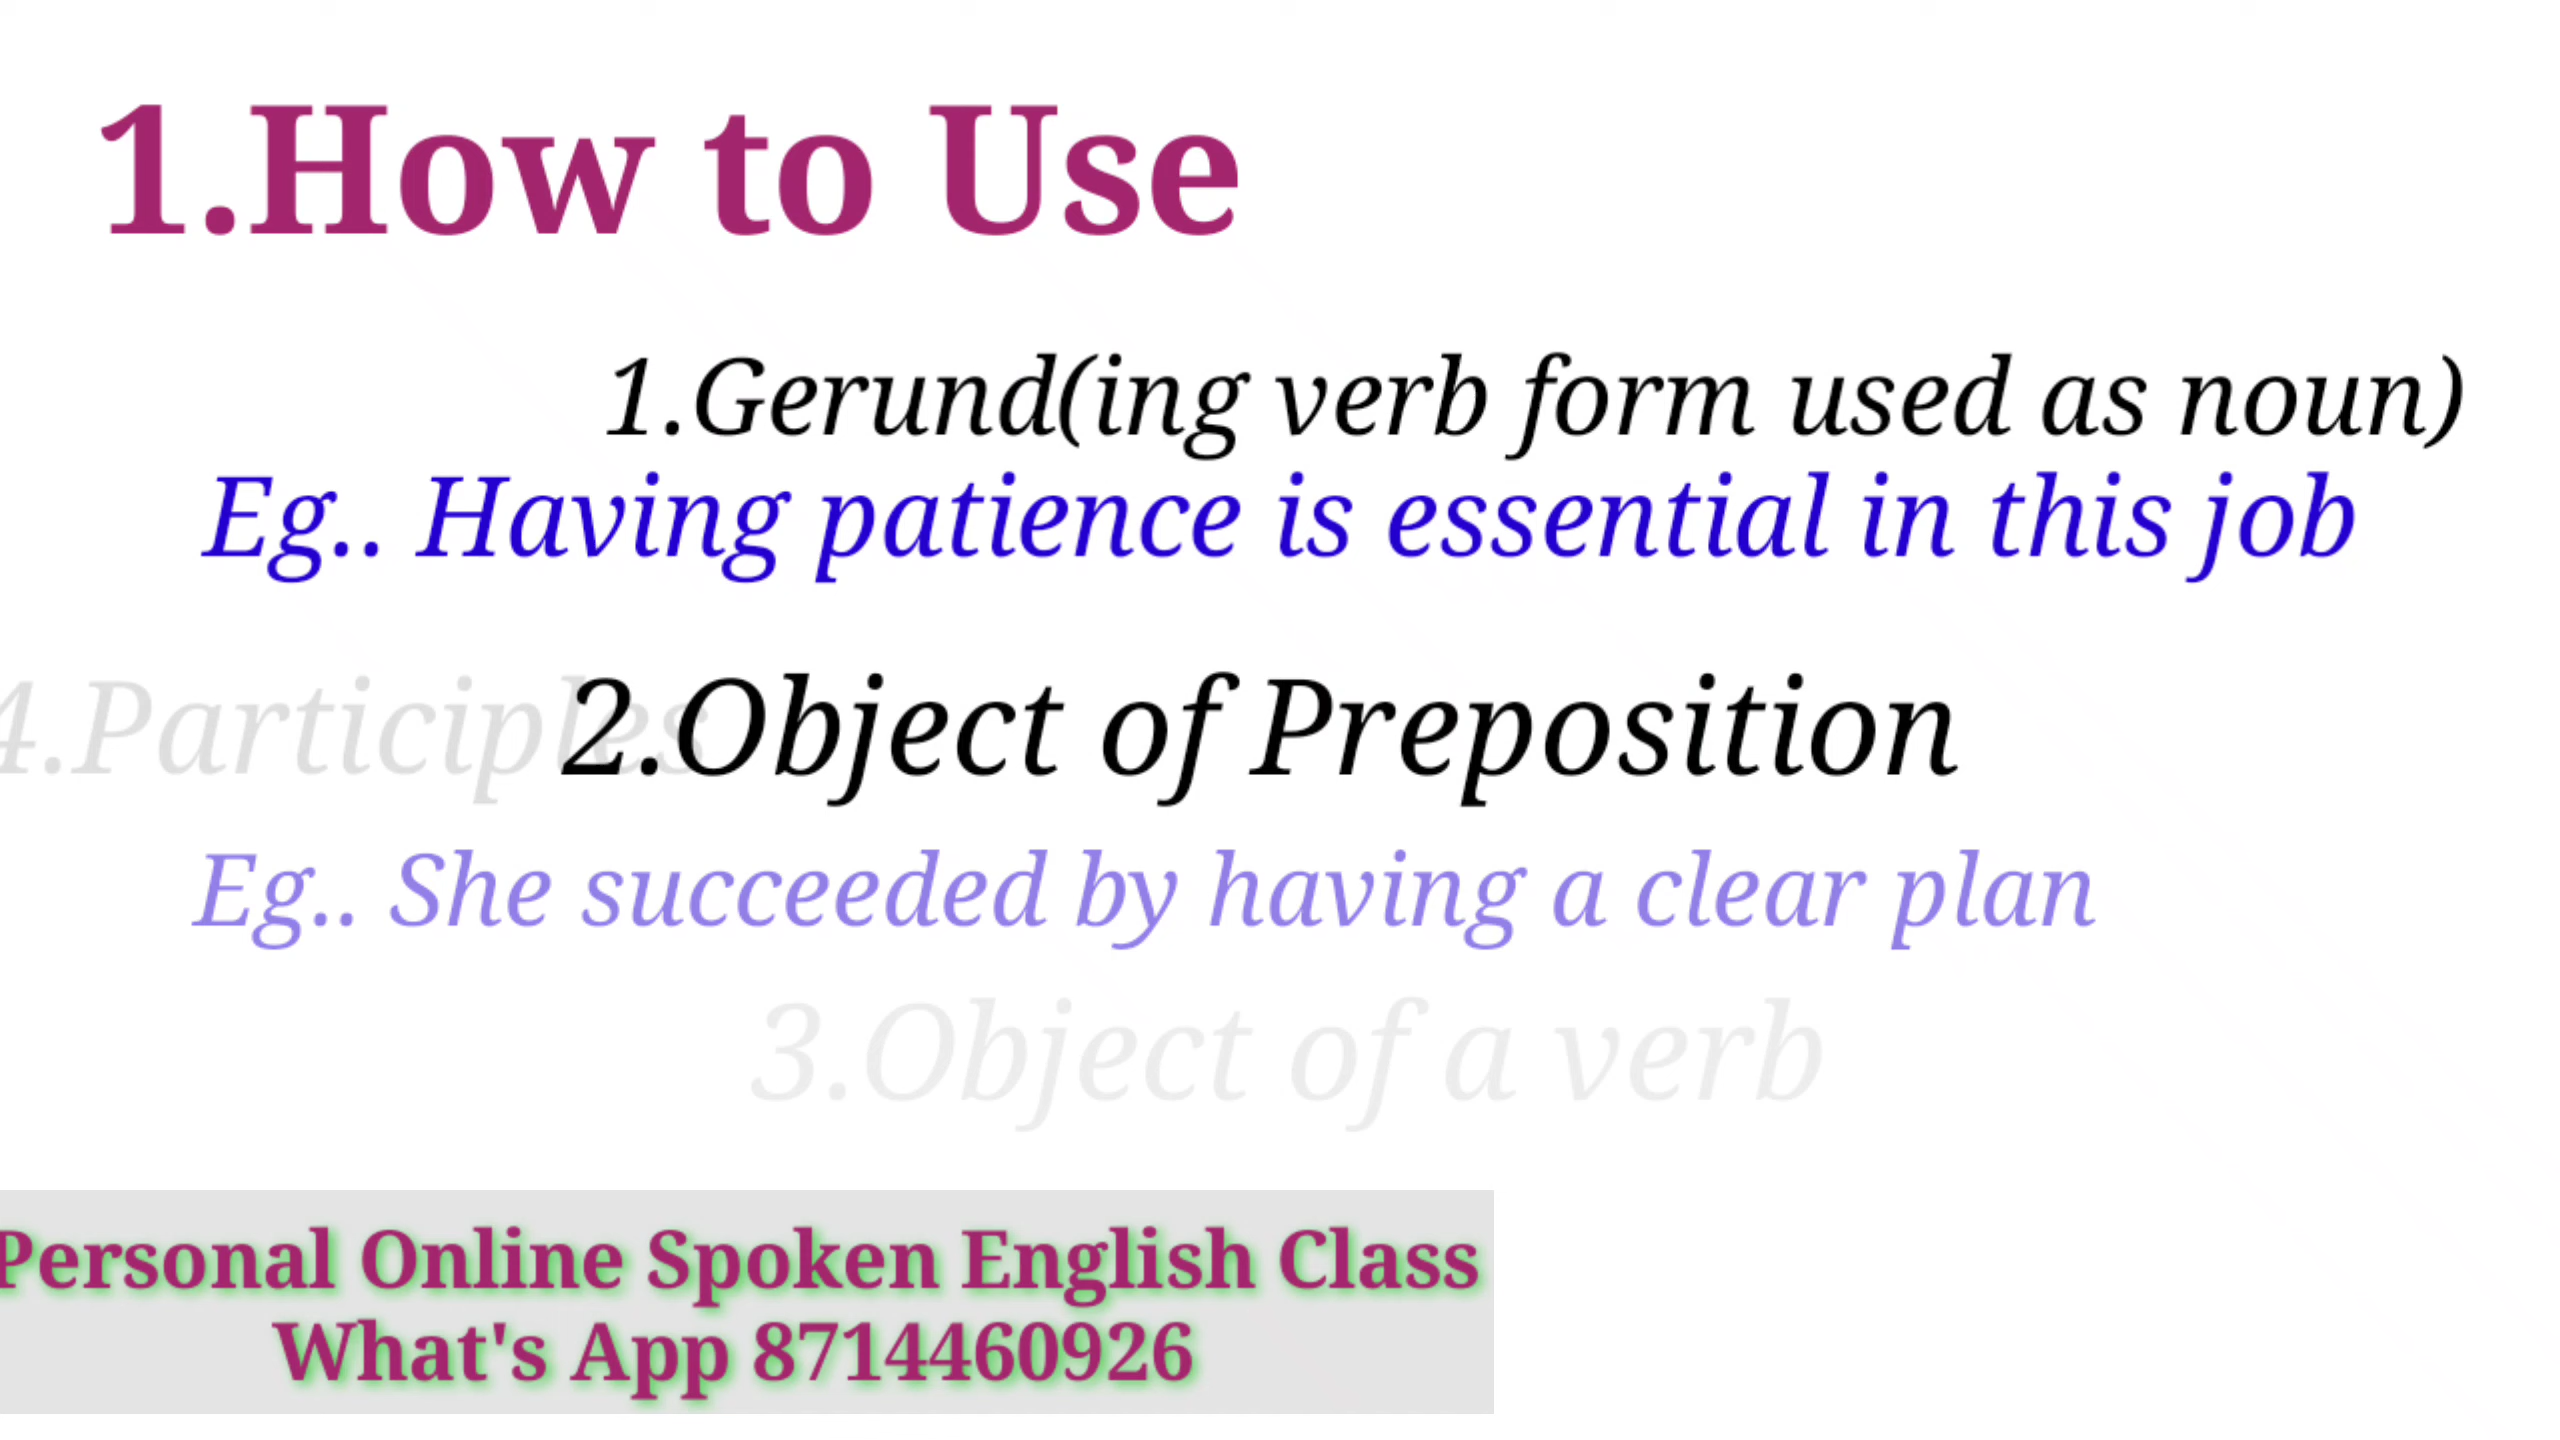 1.How to Use
1.Gerund(ing verb form used as noun)
Eg.. Having patience is essential in this job
4.Participles
2.Object of Preposition
Eg.. She succeeded by having a clear plan
3.Object of a verb
Personal Online Spoken English Class
What's App 8714460926